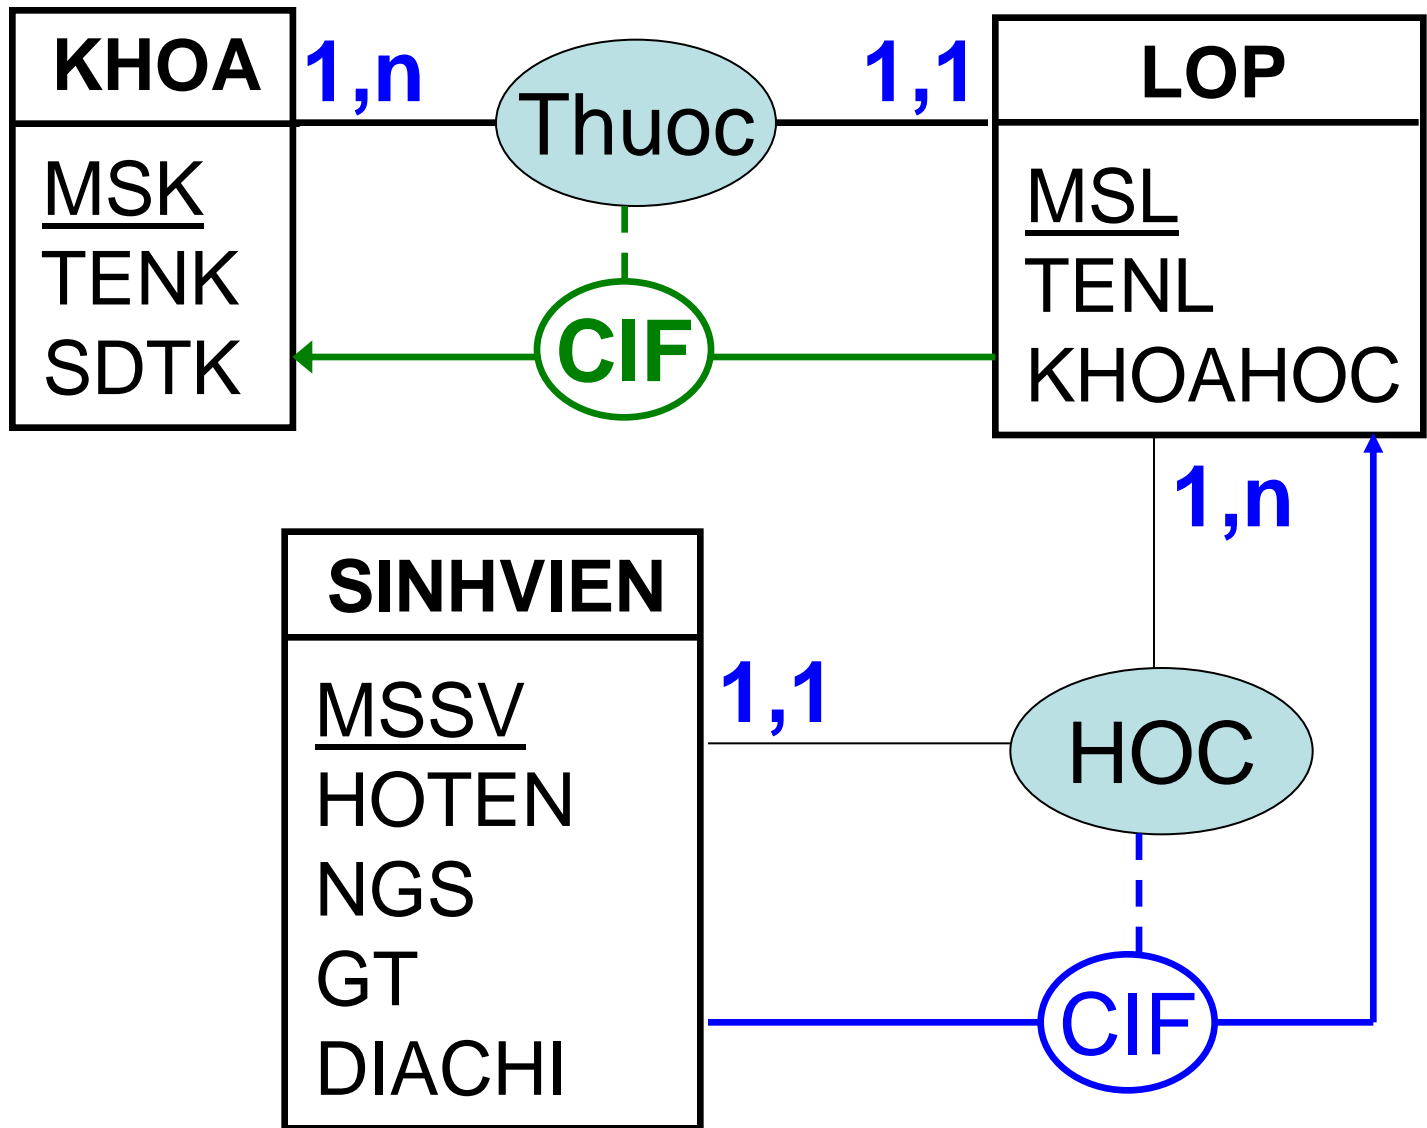 KHOA
MSK
TENK
SDTK
1,n
Thuoc
1,1
CIF
LOP
MSL
TENL
KHOAHOC
1,n
SINHVIEN
MSSV
HOTEN
NGS
GT
DIACHI
1,1
HOC
CIF